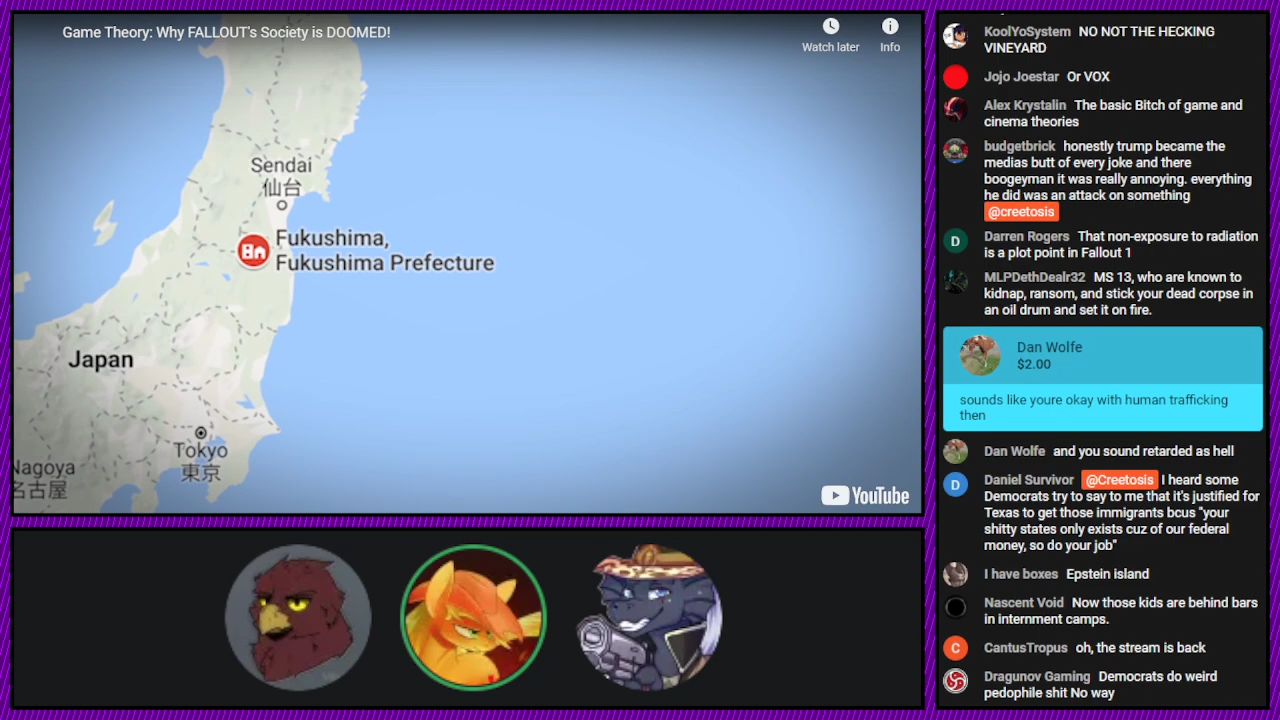 Game Theory: Why FALLOUT's Society is DOOMED!
Watch later
Info
Sendai
仙台
Fukushima,
Fukushima Prefecture
Japan
Tokyo
東京
Nagoya
名古屋
YouTube
KoolYoSystem NO NOT THE HECKING
VINEYARD
Jojo Joestar Or VOX
Alex Krystalin The basic Bitch of game and
cinema theories
budgetbrick honestly trump became the
medias butt of every joke and there
boogeyman it was really annoying. everything
he did was an attack on something
@creetosis
D
Darren Rogers That non-exposure to radiation
is a plot point in Fallout 1
MLPDethDealr32 MS 13, who are known to
kidnap, ransom, and stick your dead corpse in
an oil drum and set it on fire.
Dan Wolfe
$2.00
sounds like youre okay with human trafficking
then
Dan Wolfe and you sound retarded as hell
D
Daniel Survivor @Creetosis I heard some
Democrats try to say to me that it's justified for
Texas to get those immigrants bcus "your
shitty states only exists cuz of our federal
money, so do your job"
I have boxes Epstein island
Nascent Void Now those kids are behind bars
in internment camps.
C
CantusTropus oh, the stream is back
Dragunov Gaming Democrats do weird
pedophile shit No way